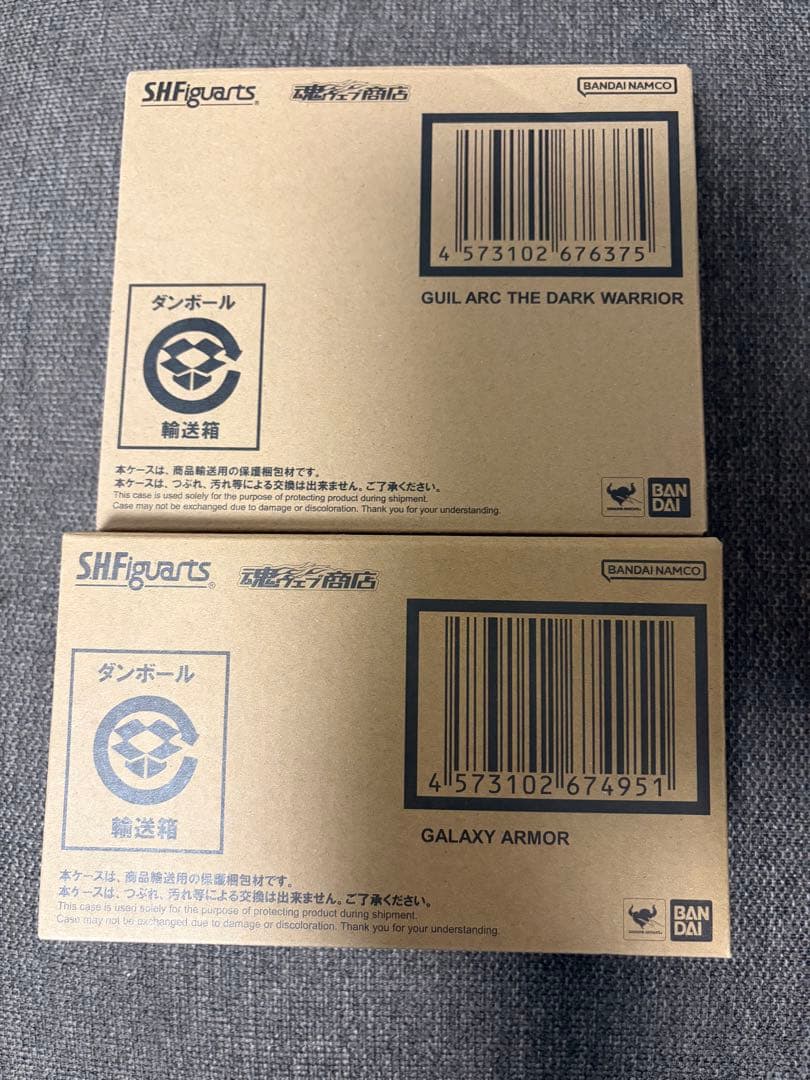 S.H.Figuarts® 魂ウェブ商店 BANDAI NAMCO
4 573102 676375
GUIL ARC THE DARK WARRIOR
ダンボール
輸送箱
本ケースは、商品輸送用の保護梱包材です。
本ケースは、つぶれ、汚れ等による交換は出来ません。ご了承ください。
This case is used solely for the purpose of protecting product during shipment.
Case may not be exchanged due to damage or discoloration. Thank you for your understanding.
BAN
DAI
S.H.Figuarts® 魂ウェブ商店 BANDAI NAMCO
4 573102 674951
GALAXY ARMOR
ダンボール
輸送箱
本ケースは、商品輸送用の保護梱包材です。
本ケースは、つぶれ、汚れ等による交換は出来ません。ご了承ください。
This case is used solely for the purpose of protecting product during shipment.
Case may not be exchanged due to damage or discoloration. Thank you for your understanding.
BAN
DAI